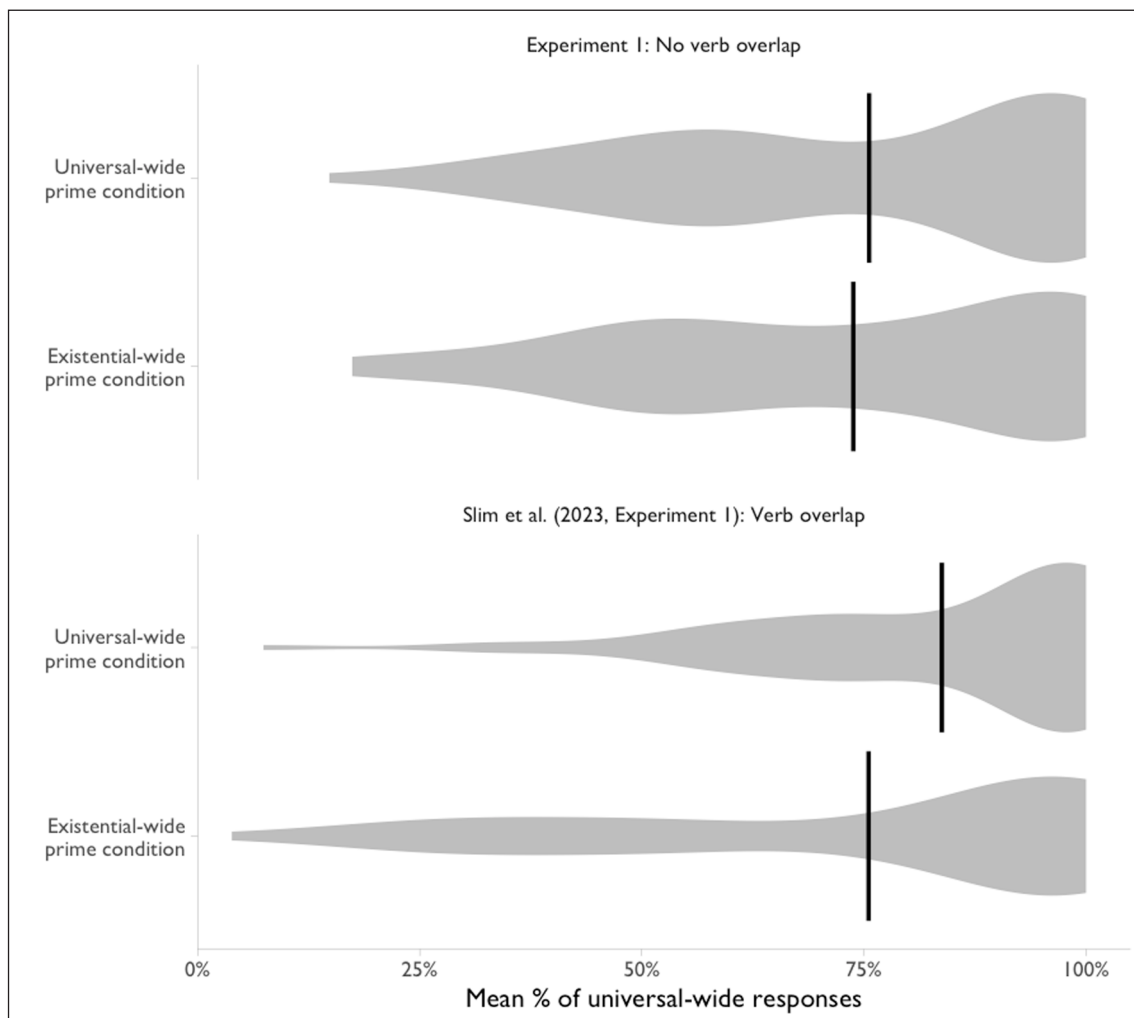 Experiment 1: No verb overlap
Universal-wide
prime condition
Existential-wide
prime condition
Slim et al. (2023, Experiment 1): Verb overlap
Universal-wide
prime condition
Existential-wide
prime condition
0%
25%
50%
75%
100%
Mean % of universal-wide responses